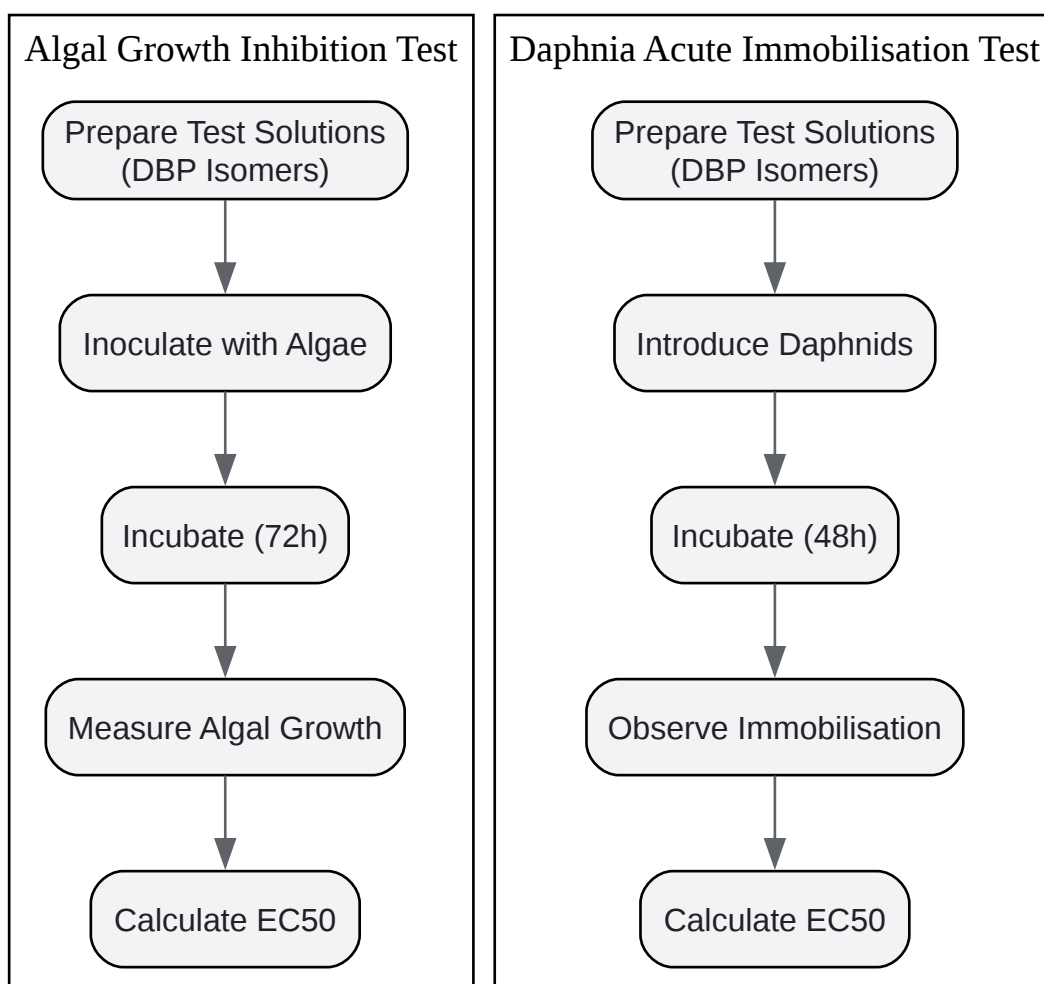 Algal Growth Inhibition Test
Prepare Test Solutions
(DBP Isomers)
Inoculate with Algae
Incubate (72h)
Measure Algal Growth
Calculate EC50
Daphnia Acute Immobilisation Test
Prepare Test Solutions
(DBP Isomers)
Introduce Daphnids
Incubate (48h)
Observe Immobilisation
Calculate EC50